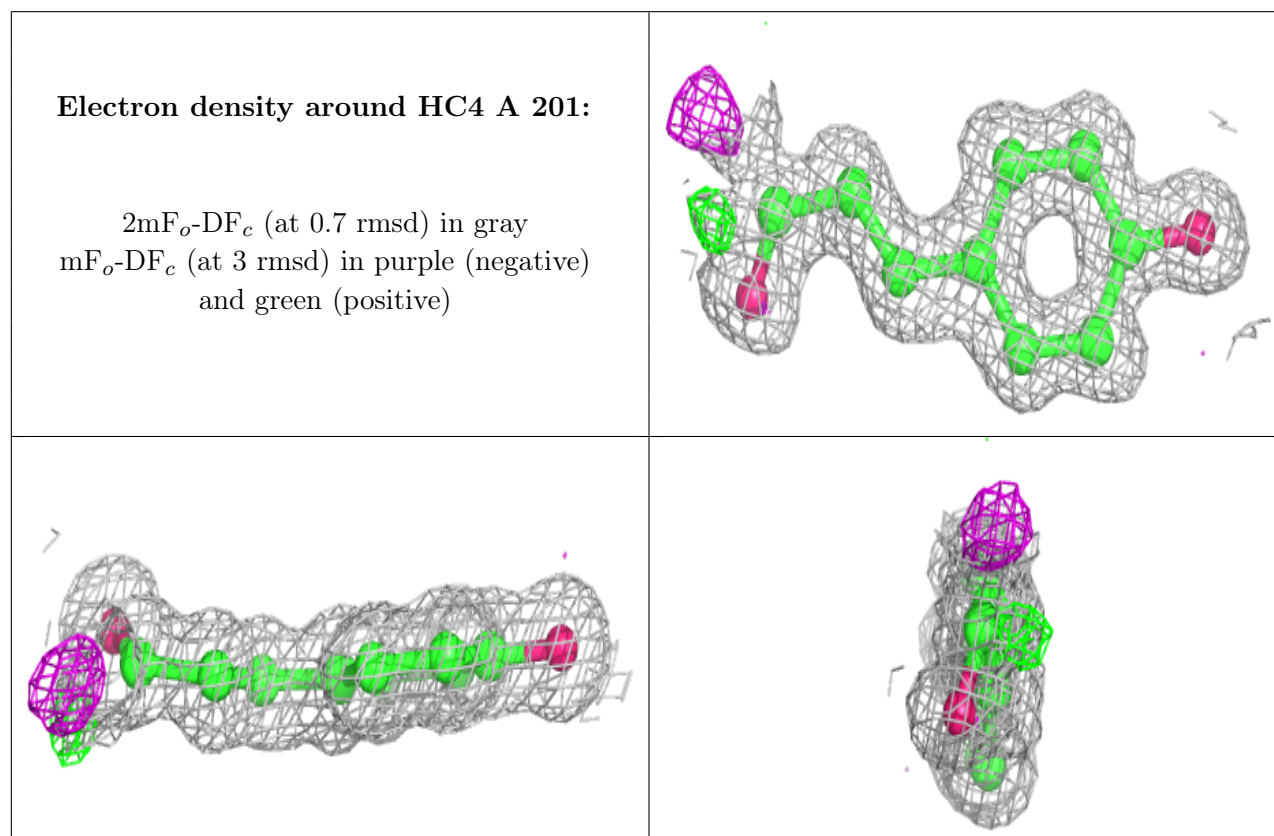 Electron density around HC4 A 201:
2mFo-DFc (at 0.7 rmsd) in gray
mFo-DFc (at 3 rmsd) in purple (negative)
and green (positive)